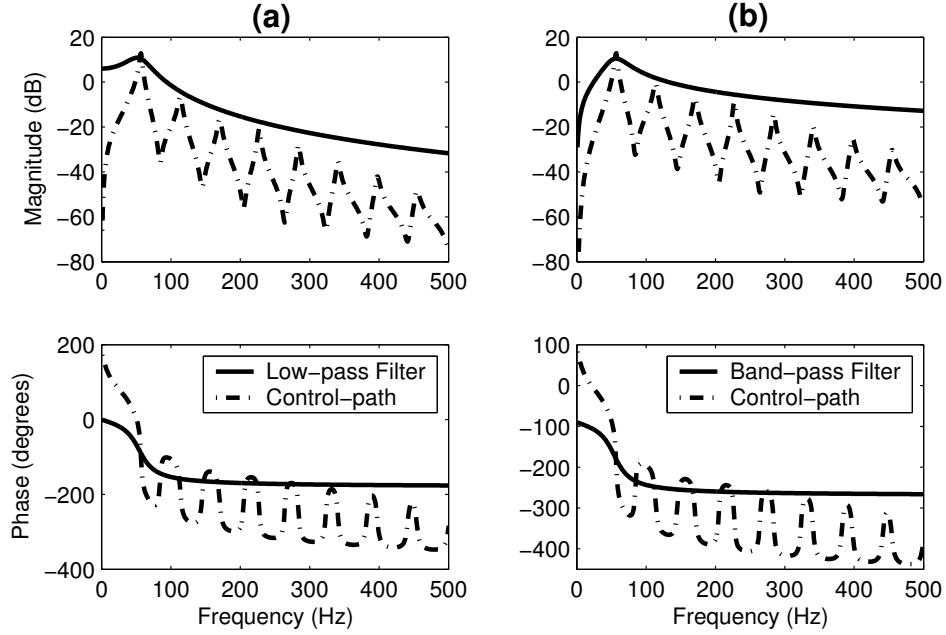 (a)
(b)
Magnitude (dB)
20
0
−20
−40
−60
−80
0 100 200 300 400 500
20
0
−20
−40
−60
−80
0 100 200 300 400 500
Phase (degrees)
200
0
−200
−400
Low−pass Filter
Control−path
0 100 200 300 400 500
Frequency (Hz)
100
0
−100
−200
−300
−400
Band−pass Filter
Control−path
0 100 200 300 400 500
Frequency (Hz)